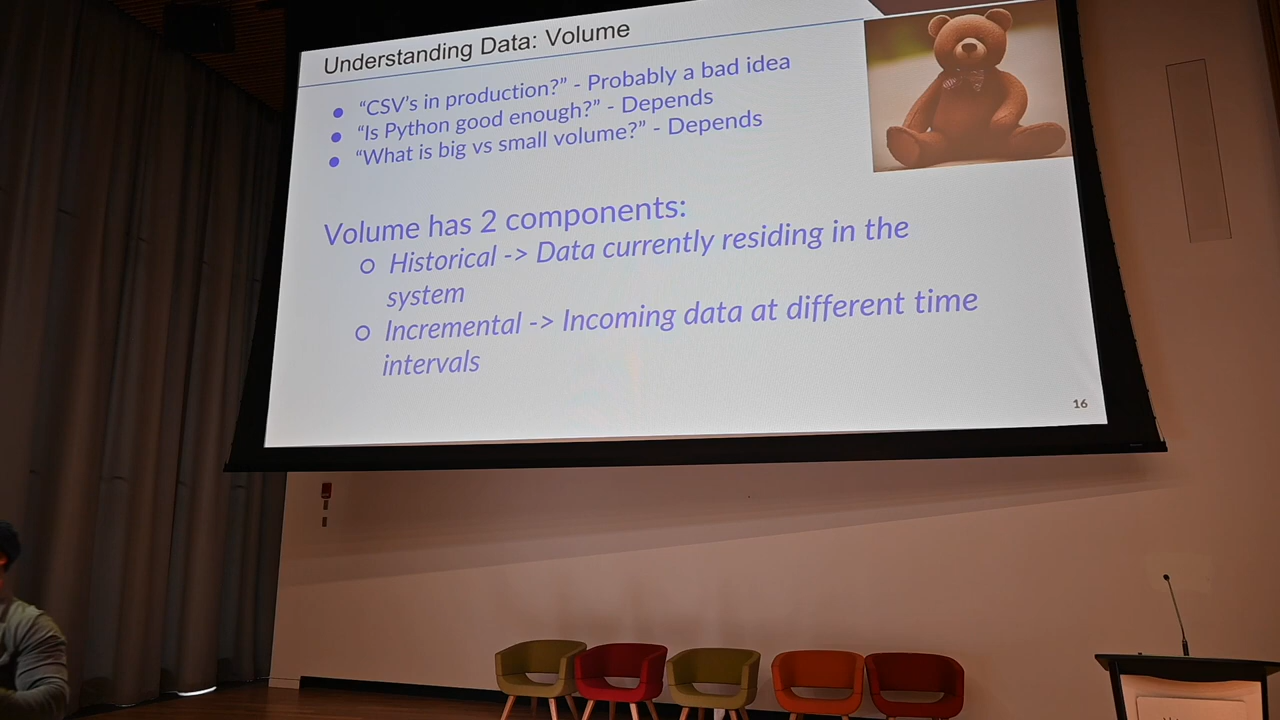 Understanding Data: Volume
● “CSV’s in production?” - Probably a bad idea
● “Is Python good enough?” - Depends
● “What is big vs small volume?” - Depends
Volume has 2 components:
○ Historical -> Data currently residing in the
system
○ Incremental -> Incoming data at different time
intervals
16